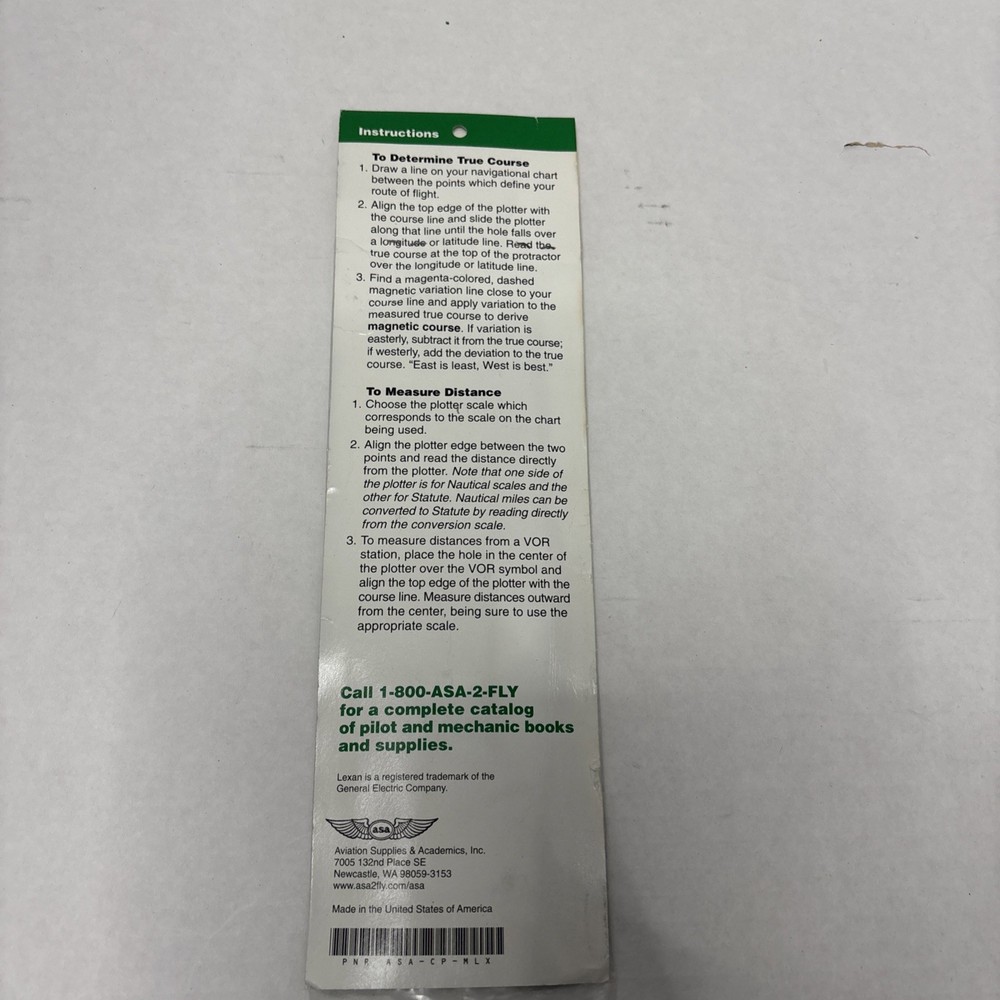 Instructions
To Determine True Course
1. Draw a line on your navigational chart
between the points which define your
route of flight.
2. Align the top edge of the plotter with
the course line and slide the plotter
along that line until the hole falls over
a longitude or latitude line. Read the
true course at the top of the protractor
over the longitude or latitude line.
3. Find a magenta-colored, dashed
magnetic variation line close to your
course line and apply variation to the
measured true course to derive
magnetic course. If variation is
easterly, subtract it from the true course;
if westerly, add the deviation to the true
course. "East is least, West is best."
To Measure Distance
1. Choose the plotter scale which
corresponds to the scale on the chart
being used.
2. Align the plotter edge between the two
points and read the distance directly
from the plotter. Note that one side of
the plotter is for Nautical scales and the
other for Statute. Nautical miles can be
converted to Statute by reading directly
from the conversion scale.
3. To measure distances from a VOR
station, place the hole in the center of
the plotter over the VOR symbol and
align the top edge of the plotter with the
course line. Measure distances outward
from the center, being sure to use the
appropriate scale.
Call 1-800-ASA-2-FLY
for a complete catalog
of pilot and mechanic books
and supplies.
Lexan is a registered trademark of the
General Electric Company.
asa
Aviation Supplies & Academics, Inc.
7005 132nd Place SE
Newcastle, WA 98059-3153
www.asa2fly.com/asa
Made in the United States of America
PNR ASA-CP-MLX